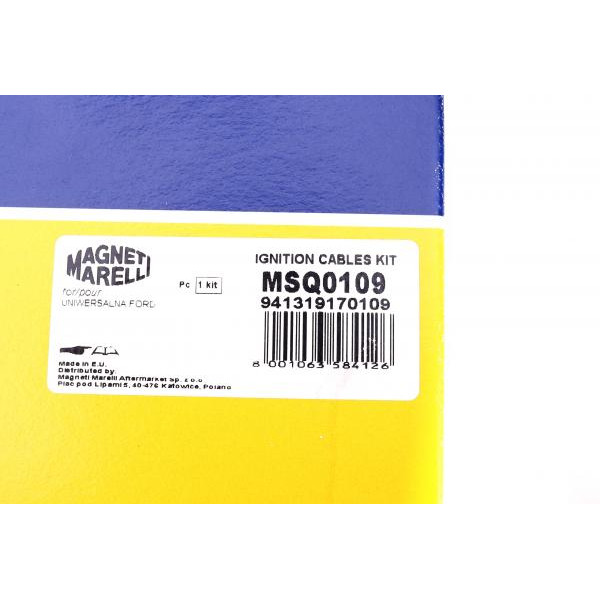 MAGNETI
MARELLI
for/pour
UNIWERSALNA FORD
Pc 1 kit
IGNITION CABLES KIT
MSQ0109
941319170109
8 001063 584126
Made in E.U.
Distributed by:
Magneti Marelli Aftermarket Sp. z o.o
Plac pod Lipami 5, 40-476 Katowice, Poland